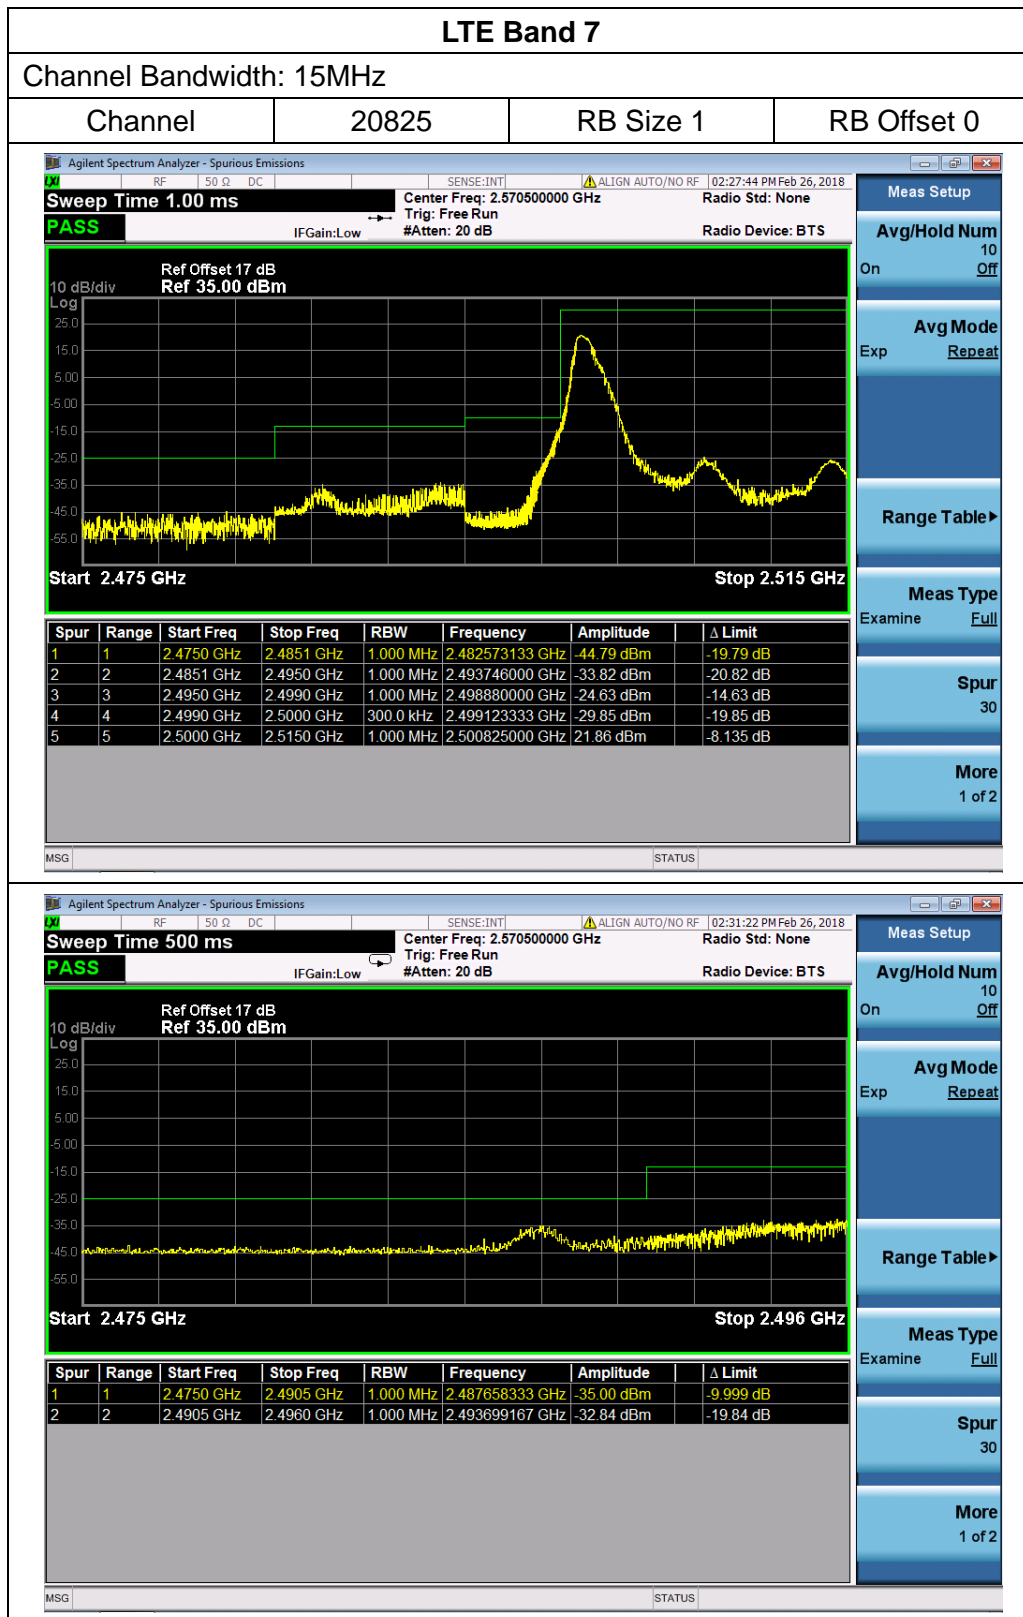 LTE Band 7
Channel Bandwidth: 15MHz
Channel 20825 RB Size 1 RB Offset 0
Agilent Spectrum Analyzer - Spurious Emissions
LXI RF 50 Ω DC SENSE:INT ALIGN AUTO/NO RF 02:27:44 PM Feb 26, 2018
Sweep Time 1.00 ms Center Freq: 2.570500000 GHz Radio Std: None
Trig: Free Run
PASS IFGain:Low #Atten: 20 dB Radio Device: BTS
Ref Offset 17 dB
10 dB/div Ref 35.00 dBm
Log
25.0
15.0
5.00
-5.00
-15.0
-25.0
-35.0
-45.0
-55.0
Start 2.475 GHz Stop 2.515 GHz
Spur Range Start Freq Stop Freq RBW Frequency Amplitude Δ Limit
1 1 2.4750 GHz 2.4851 GHz 1.000 MHz 2.482573133 GHz -44.79 dBm -19.79 dB
2 2 2.4851 GHz 2.4950 GHz 1.000 MHz 2.493746000 GHz -33.82 dBm -20.82 dB
3 3 2.4950 GHz 2.4990 GHz 1.000 MHz 2.498880000 GHz -24.63 dBm -14.63 dB
4 4 2.4990 GHz 2.5000 GHz 300.0 kHz 2.499123333 GHz -29.85 dBm -19.85 dB
5 5 2.5000 GHz 2.5150 GHz 1.000 MHz 2.500825000 GHz 21.86 dBm -8.135 dB
MSG STATUS
Meas Setup
Avg/Hold Num
10
On Off
Avg Mode
Exp Repeat
Range Table
Meas Type
Examine Full
Spur
30
More
1 of 2
Agilent Spectrum Analyzer - Spurious Emissions
LXI RF 50 Ω DC SENSE:INT ALIGN AUTO/NO RF 02:31:22 PM Feb 26, 2018
Sweep Time 500 ms Center Freq: 2.570500000 GHz Radio Std: None
Trig: Free Run
PASS IFGain:Low #Atten: 20 dB Radio Device: BTS
Ref Offset 17 dB
10 dB/div Ref 35.00 dBm
Log
25.0
15.0
5.00
-5.00
-15.0
-25.0
-35.0
-45.0
-55.0
Start 2.475 GHz Stop 2.496 GHz
Spur Range Start Freq Stop Freq RBW Frequency Amplitude Δ Limit
1 1 2.4750 GHz 2.4905 GHz 1.000 MHz 2.487658333 GHz -35.00 dBm -9.999 dB
2 2 2.4905 GHz 2.4960 GHz 1.000 MHz 2.493699167 GHz -32.84 dBm -19.84 dB
MSG STATUS
Meas Setup
Avg/Hold Num
10
On Off
Avg Mode
Exp Repeat
Range Table
Meas Type
Examine Full
Spur
30
More
1 of 2